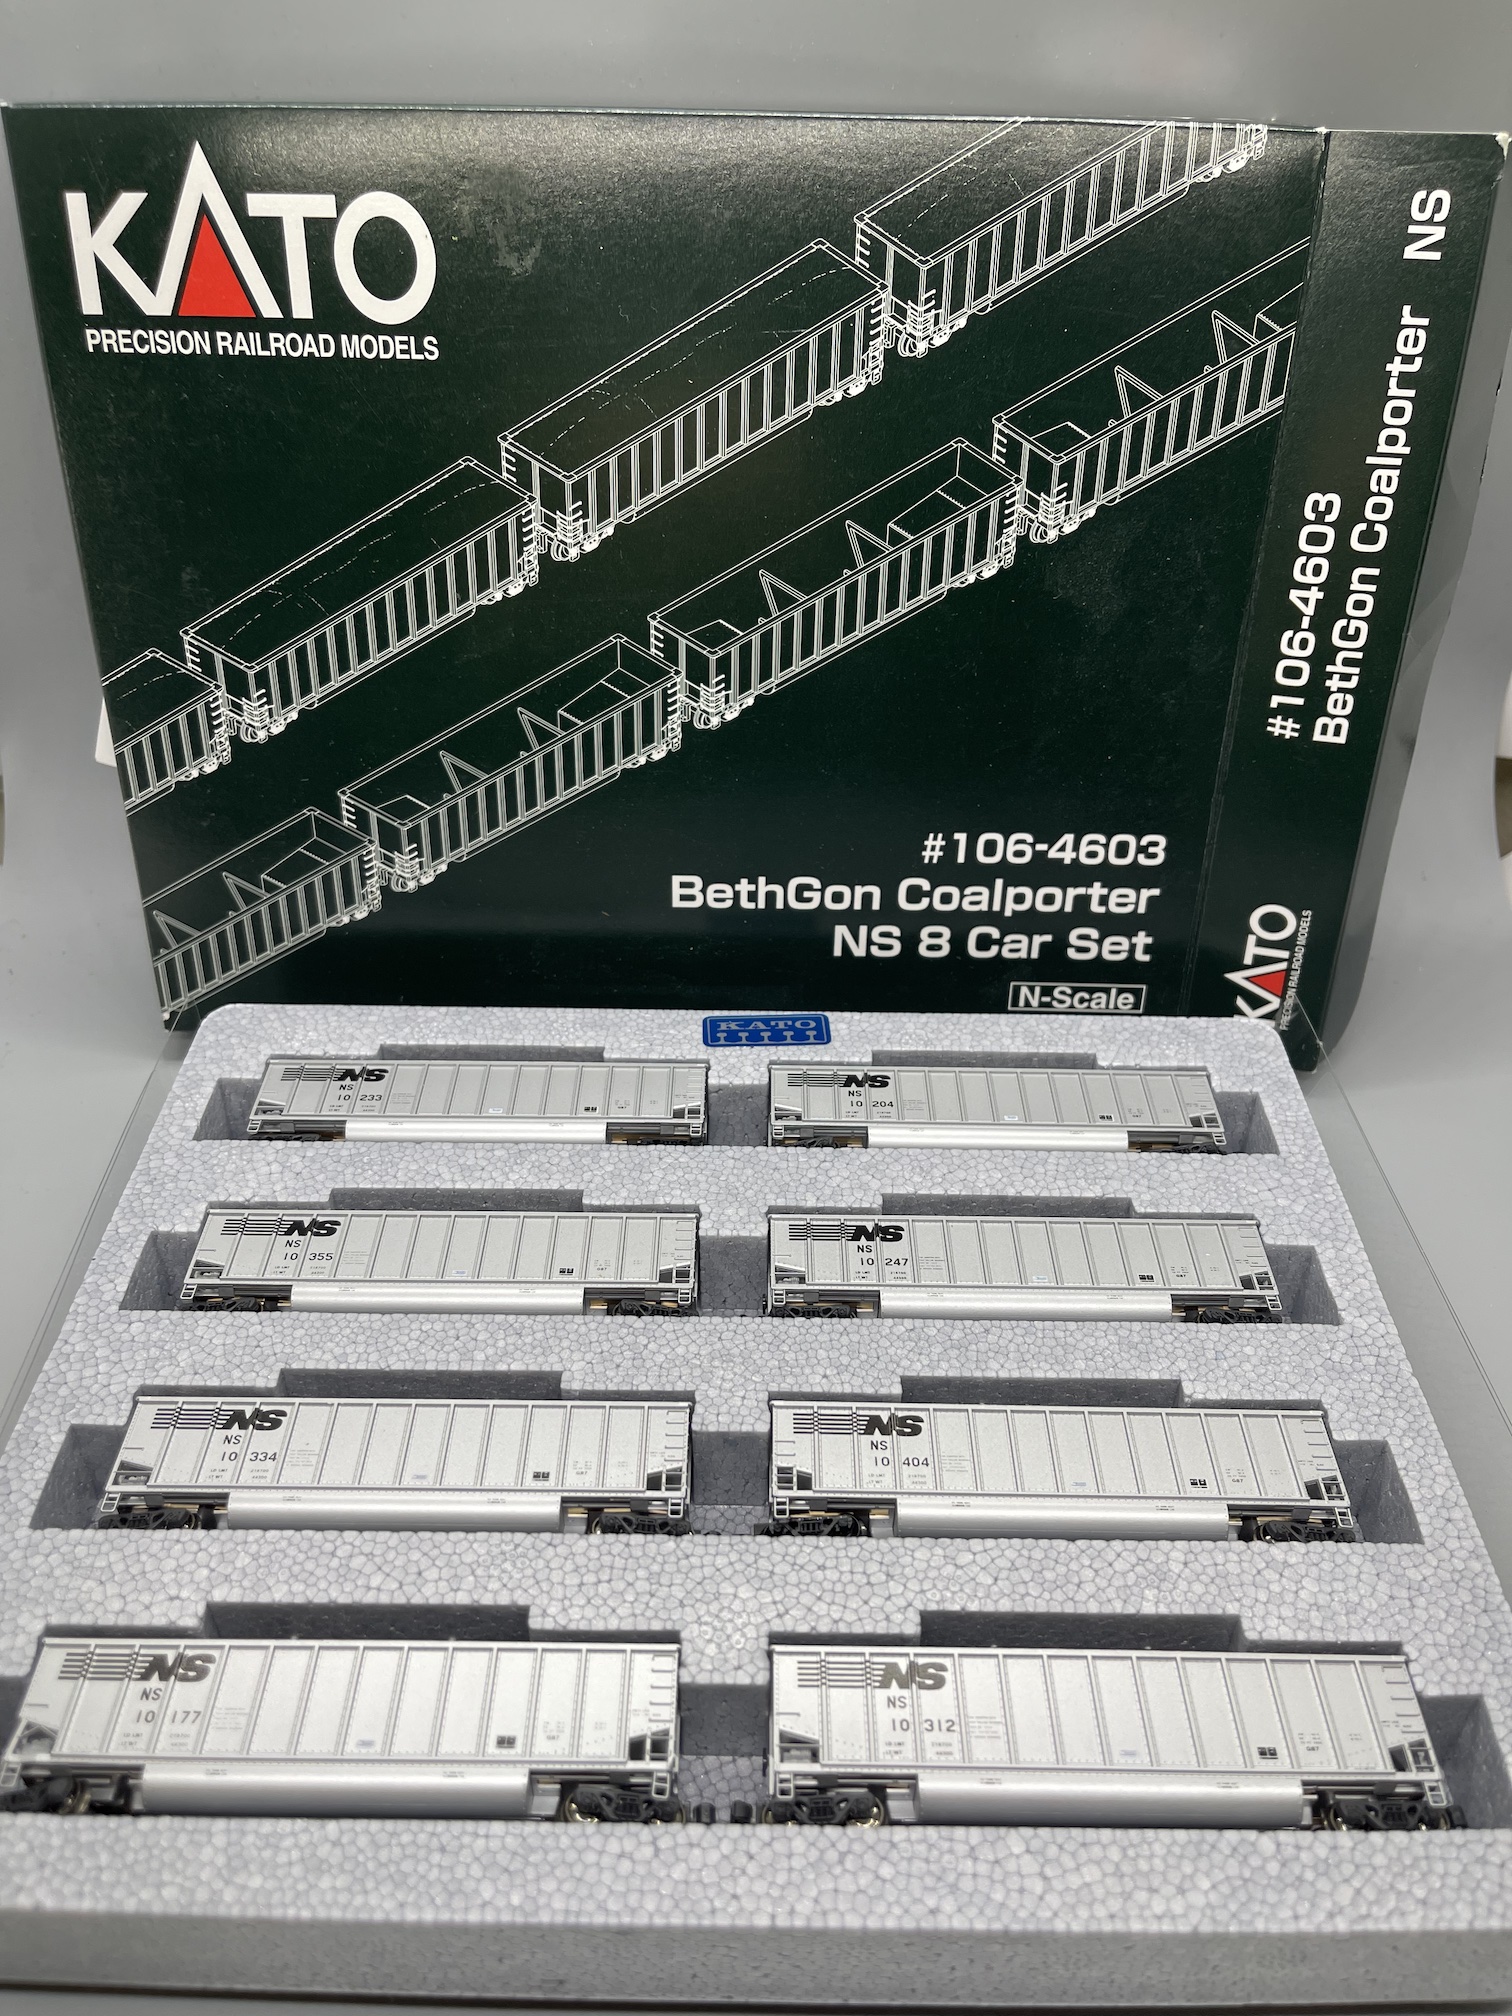 KATO
PRECISION RAILROAD MODELS
#106-4603
BethGon Coalporter
NS 8 Car Set
N-Scale
#106-4603
BethGon Coalporter NS
KATO
PRECISION RAILROAD MODELS
KATO
NS
NS
10 233
NS
NS
10 204
NS
NS
10 355
NS
NS
10 247
NS
NS
10 334
NS
NS
10 404
NS
NS
10 177
NS
NS
10 312